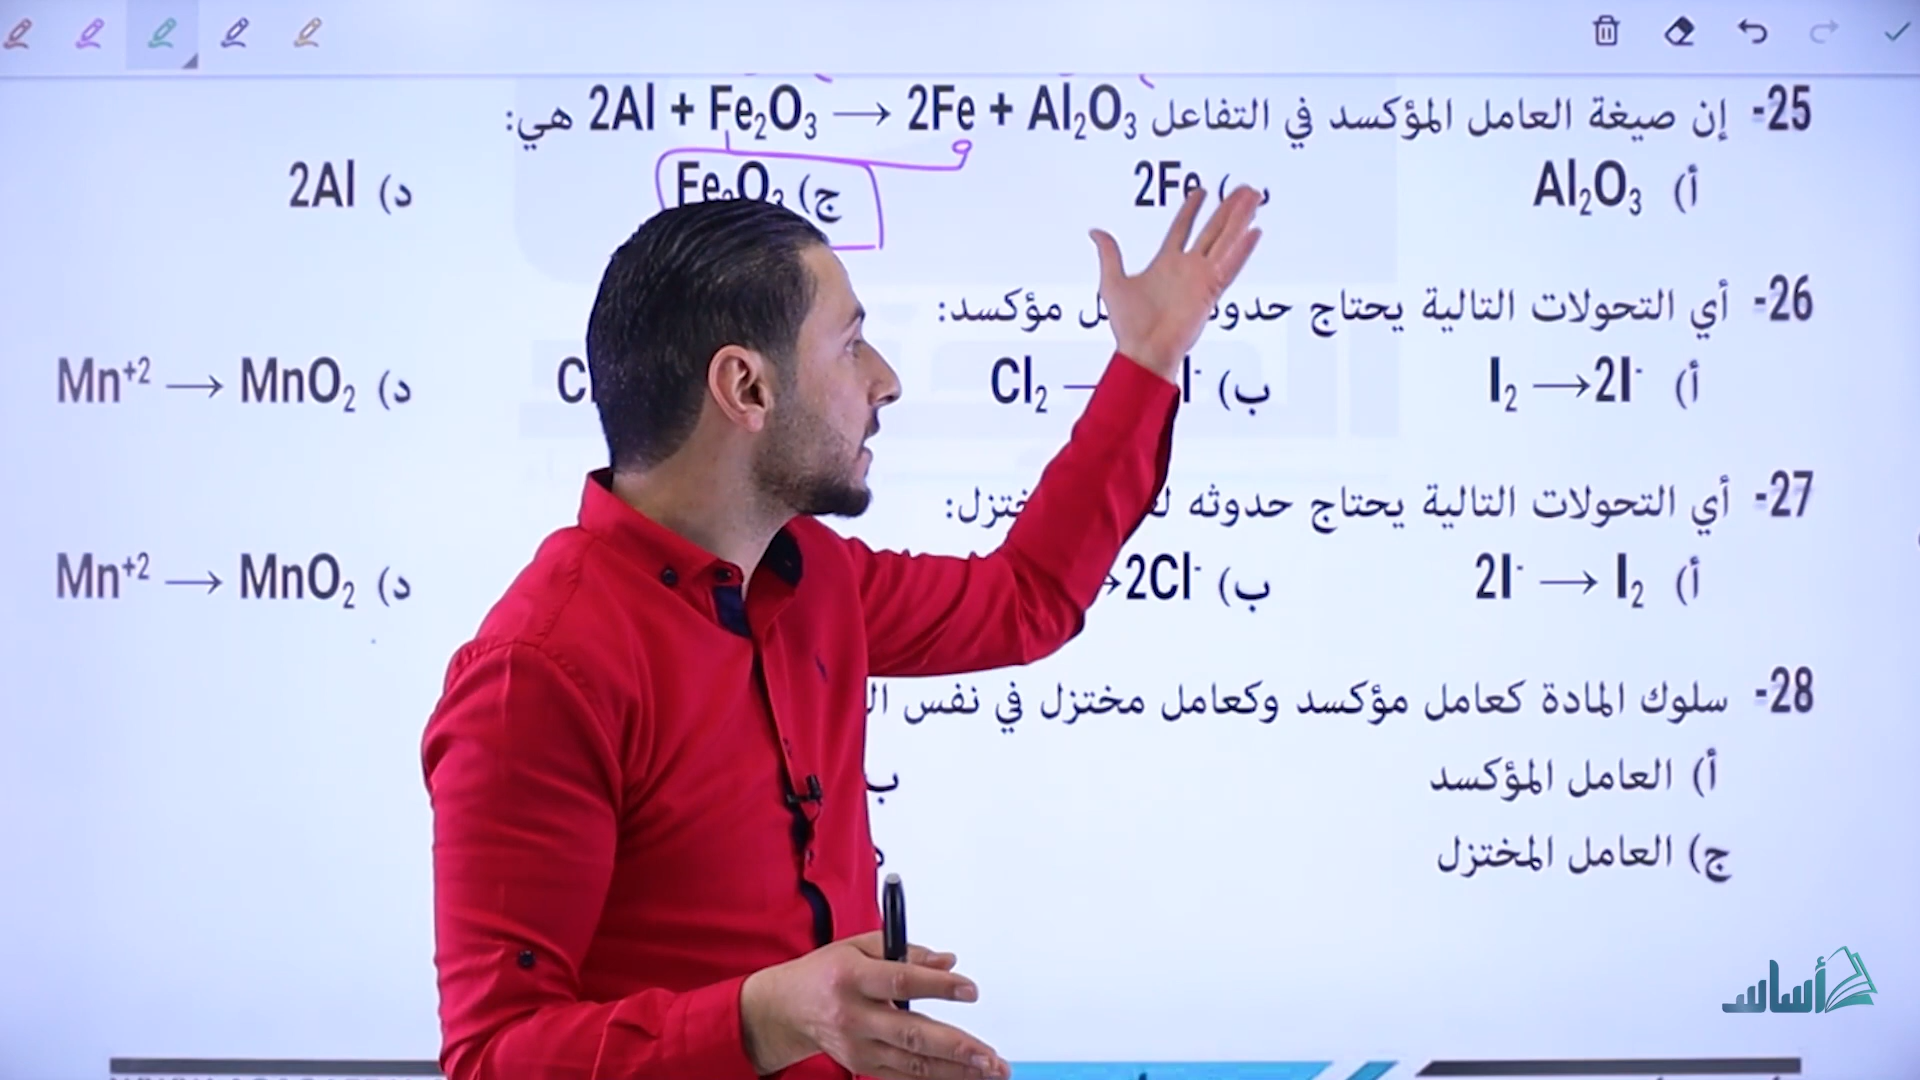 25- إن صيغة العامل المؤكسد في التفاعل 2Al + Fe₂O₃ → 2Fe + Al₂O₃ هي:
أ) Al₂O₃ 2Fe ج) Fe₂O₃ د) 2Al
26- أي التحولات التالية يحتاج مؤكسد:
أ) I₂ → 2I⁻ ب) Cl₂ د) Mn⁺² → MnO₂
27- أي التحولات التالية يحتاج حدوثه
أ) 2I⁻ → I₂ ب) →2Cl⁻ د) Mn⁺² → MnO₂
28- سلوك المادة كعامل مؤكسد وكعامل مختزل في نفس
أ) العامل المؤكسد ب
ج) العامل المختزل
أساس